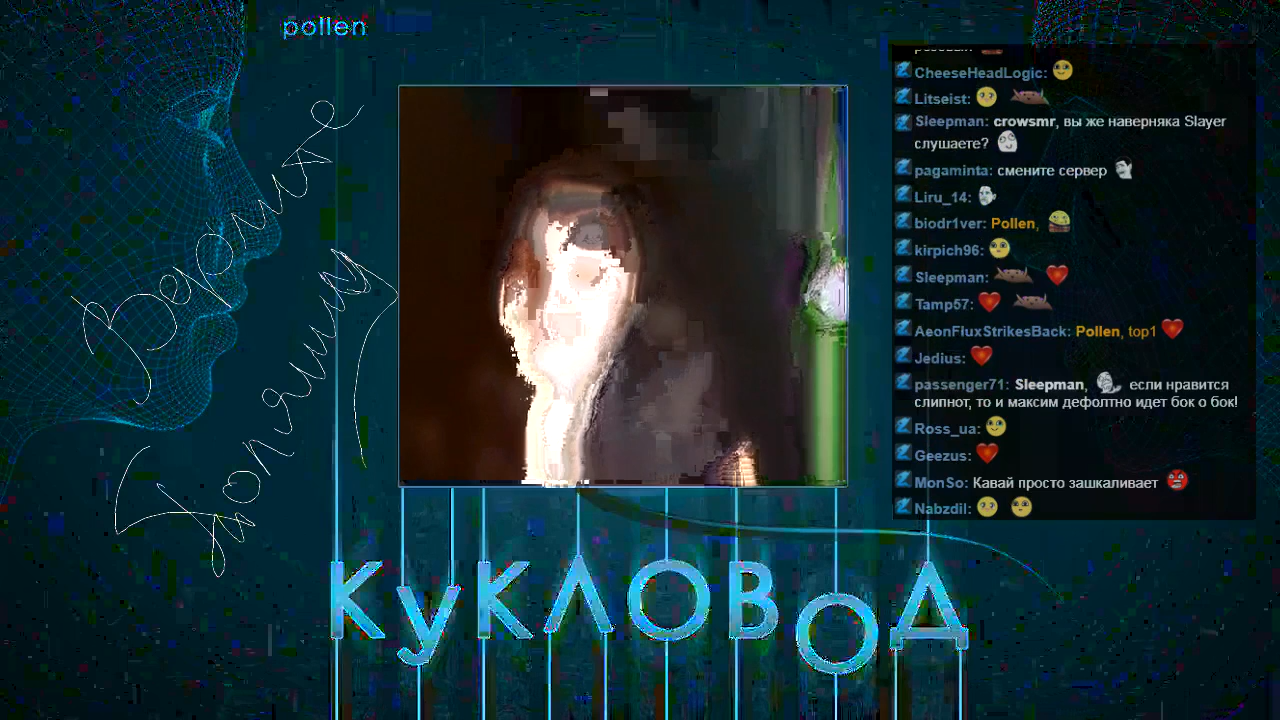 pollen
Верните
CheeseHeadLogic:
Litseist:
Sleepman: crowsmr, вы же наверняка Slayer
слушаете?
pagaminta: смените сервер
Liru_14:
biodr1ver: Pollen,
kirpich96:
Sleepman:
Tamp57:
AeonFluxStrikesBack: Pollen, top1
Jedius:
passenger71: Sleepman, если нравится
слипнот, то и максим дефолтно идет бок о бок!
Ross_ua:
Geezus:
MonSo: Кавай просто зашкаливает
Nabzdil:
КУКЛОВОД